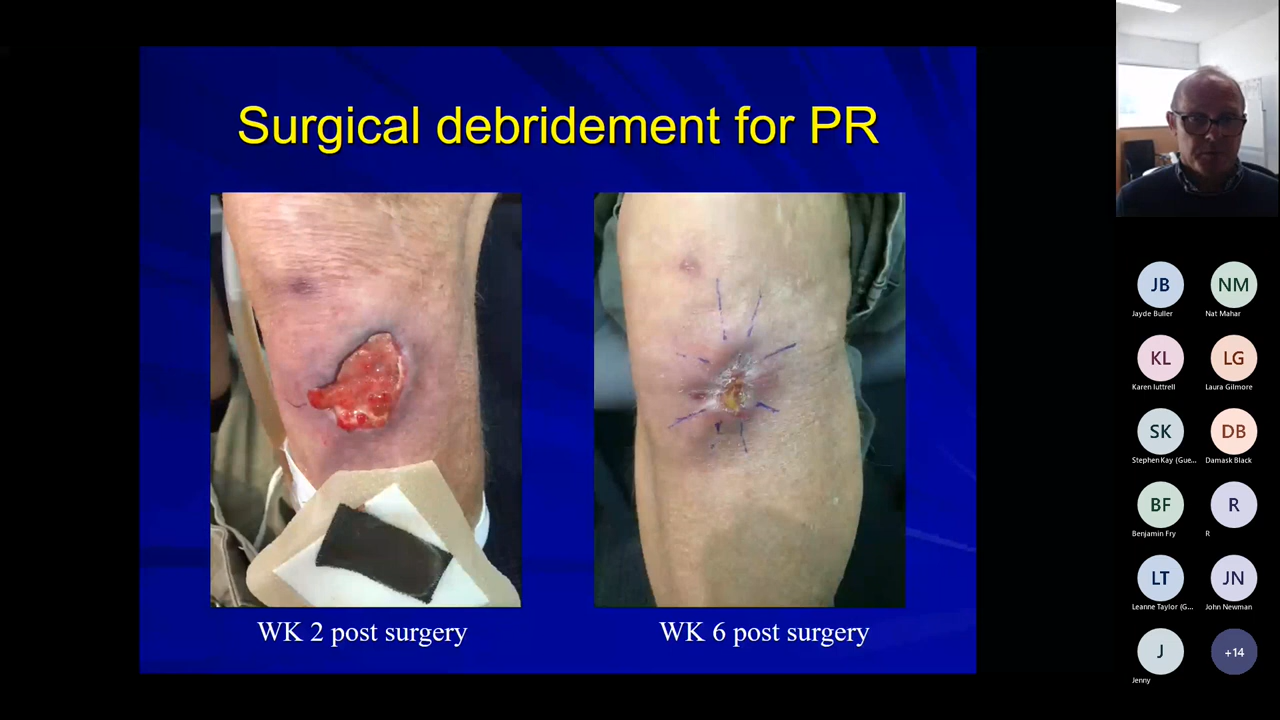 Surgical debridement for PR
WK 2 post surgery
WK 6 post surgery
JB
NM
Jayde Buller
Nat Mahar
KL
LG
Karen luttrell
Laura Gilmore
SK
DB
Stephen Kay (Gue...
Damask Black
BF
R
Benjamin Fry
R
LT
JN
Leanne Taylor (G...
John Newman
J
+14
Jenny